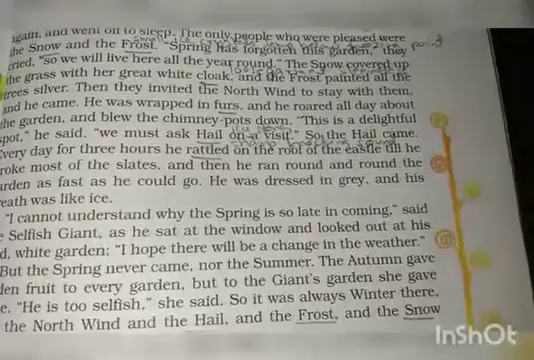 again, and went off to sleep. The only people who were pleased were
the Snow and the Frost. "Spring has forgotten this garden," they
cried, "so we will live here all the year round." The Snow covered up
the grass with her great white cloak, and the Frost painted all the
trees silver. Then they invited the North Wind to stay with them,
and he came. He was wrapped in furs, and he roared all day about
the garden, and blew the chimney-pots down. "This is a delightful
spot," he said, "we must ask Hail on a visit." So the Hail came.
Every day for three hours he rattled on the roof of the castle till he
roke most of the slates, and then he ran round and round the
arden as fast as he could go. He was dressed in grey, and his
reath was like ice.
"I cannot understand why the Spring is so late in coming," said
e Selfish Giant, as he sat at the window and looked out at his
d, white garden; "I hope there will be a change in the weather."
But the Spring never came, nor the Summer. The Autumn gave
den fruit to every garden, but to the Giant's garden she gave
e. "He is too selfish," she said. So it was always Winter there,
the North Wind and the Hail, and the Frost, and the Snow
InShOt